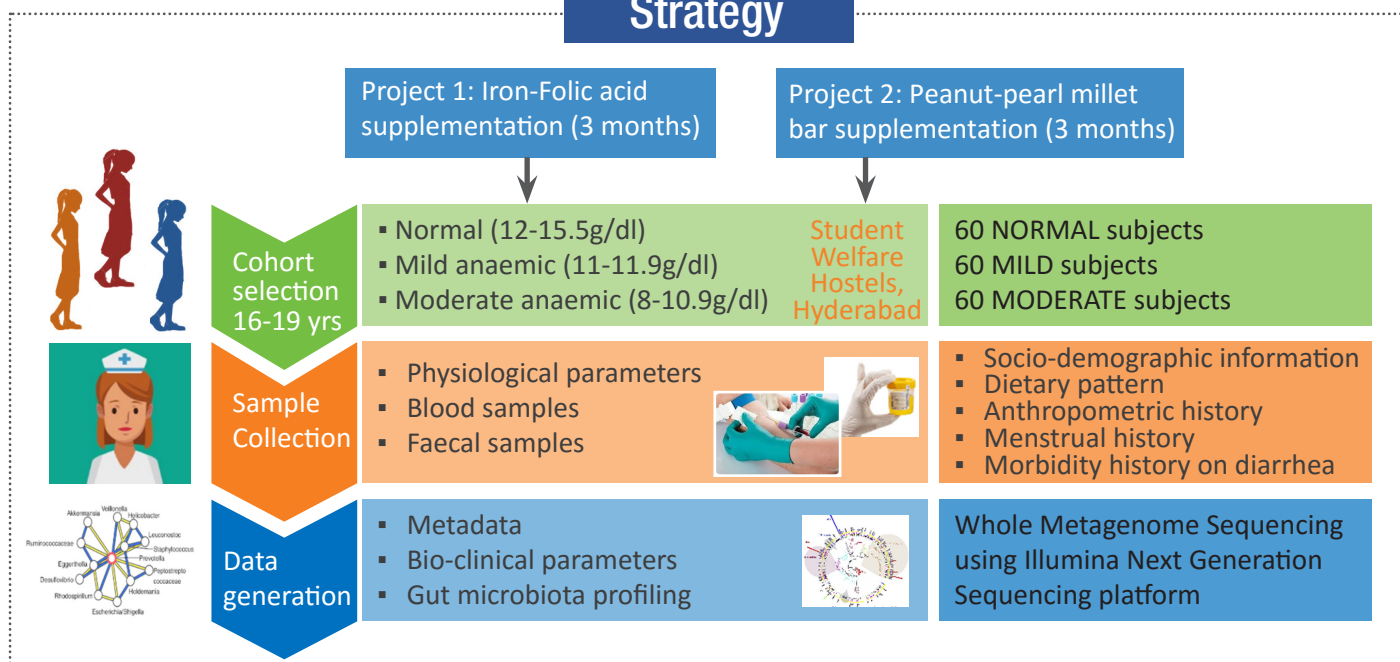 Strategy
Project 1: Iron-Folic acid
supplementation (3 months)
Project 2: Peanut-pearl millet
bar supplementation (3 months)
Cohort
selection
16-19 yrs
▪ Normal (12-15.5g/dl)
▪ Mild anaemic (11-11.9g/dl)
▪ Moderate anaemic (8-10.9g/dl)
Student
Welfare
Hostels,
Hyderabad
60 NORMAL subjects
60 MILD subjects
60 MODERATE subjects
Sample
Collection
▪ Physiological parameters
▪ Blood samples
▪ Faecal samples
▪ Socio-demographic information
▪ Dietary pattern
▪ Anthropometric history
▪ Menstrual history
▪ Morbidity history on diarrhea
Akkermansia
Veillonella
Helicobacter
Leuconostoc
Ruminococcaceae
Staphylococcus
Prevotella
Eggerthella
Peptostrepto
coccaceae
Desulfovibrio
Holdemania
Rhodospirillum
Escherichia/Shigella
Data
generation
▪ Metadata
▪ Bio-clinical parameters
▪ Gut microbiota profiling
Whole Metagenome Sequencing
using Illumina Next Generation
Sequencing platform